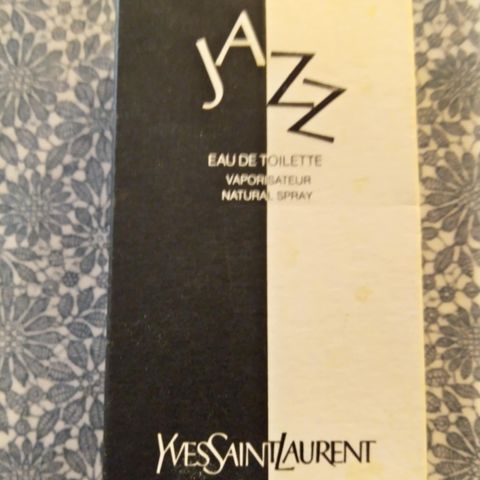 JAZZ
EAU DE TOILETTE
VAPORISATEUR
NATURAL SPRAY
YVESSAINTLAURENT